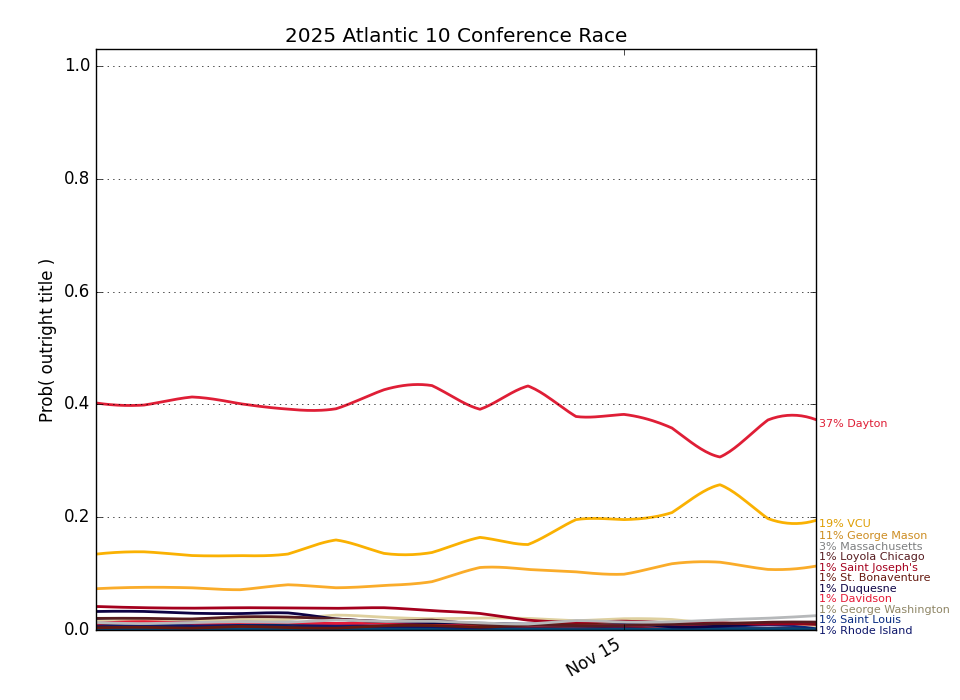 2025 Atlantic 10 Conference Race
1.0
0.8
0.6
0.4
0.2
0.0
Prob( outright title )
Nov 15
37% Dayton
19% VCU
11% George Mason
3% Massachusetts
1% Loyola Chicago
1% Saint Joseph's
1% St. Bonaventure
1% Duquesne
1% Davidson
1% George Washington
1% Saint Louis
1% Rhode Island